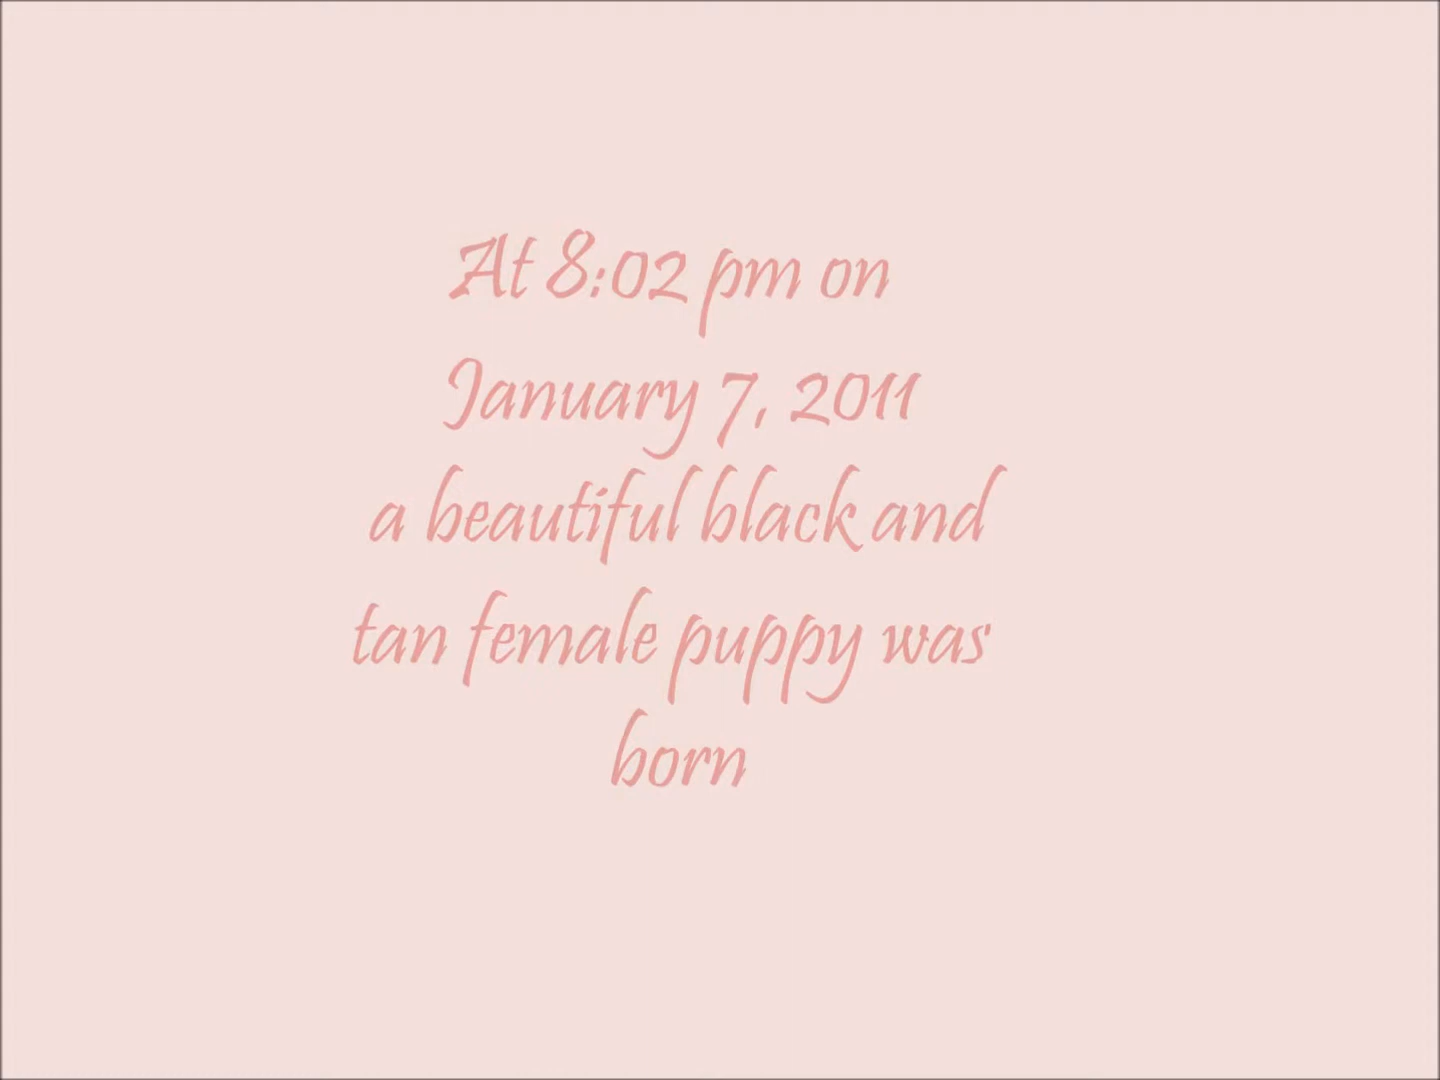 At 8:02 pm on
January 7, 2011
a beautiful black and
tan female puppy was
born